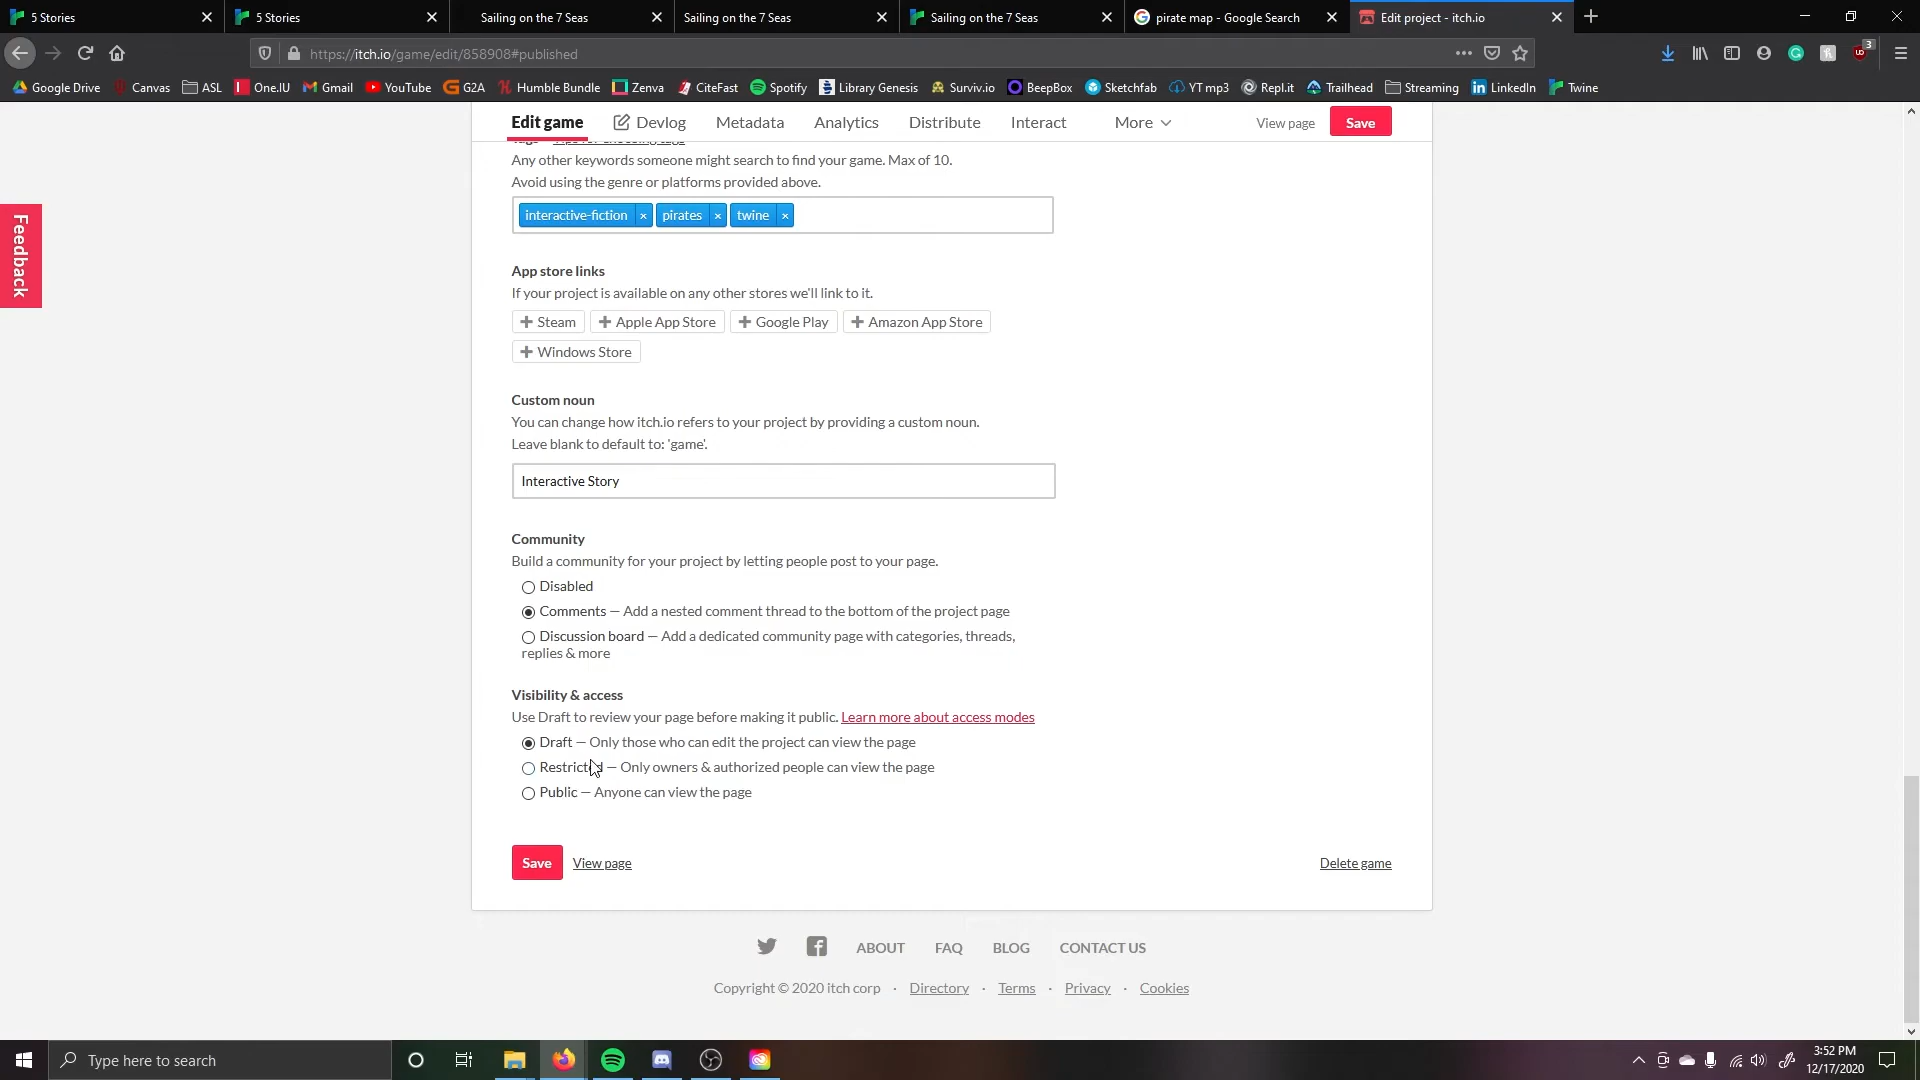 5 Stories
5 Stories
Sailing on the 7 Seas
Sailing on the 7 Seas
Sailing on the 7 Seas
pirate map - Google Search
Edit project - itch.io
https://itch.io/game/edit/858908#published
3
Google Drive
Canvas
ASL
One.IU
Gmail
YouTube
G2A
Humble Bundle
Zenva
CiteFast
Spotify
Library Genesis
Surviv.io
BeepBox
Sketchfab
YT mp3
Repl.it
Trailhead
Streaming
LinkedIn
Twine
Edit game
Devlog
Metadata
Analytics
Distribute
Interact
More
View page
Save
Any other keywords someone might search to find your game. Max of 10.
Avoid using the genre or platforms provided above.
interactive-fiction × pirates × twine ×
Feedback
App store links
If your project is available on any other stores we'll link to it.
Steam
Apple App Store
Google Play
Amazon App Store
Windows Store
Custom noun
You can change how itch.io refers to your project by providing a custom noun.
Leave blank to default to: 'game'.
Interactive Story
Community
Build a community for your project by letting people post to your page.
Disabled
Comments — Add a nested comment thread to the bottom of the project page
Discussion board — Add a dedicated community page with categories, threads,
replies & more
Visibility & access
Use Draft to review your page before making it public. Learn more about access modes
Draft — Only those who can edit the project can view the page
Restricted — Only owners & authorized people can view the page
Public — Anyone can view the page
Save
View page
Delete game
ABOUT
FAQ
BLOG
CONTACT US
Copyright © 2020 itch corp · Directory · Terms · Privacy · Cookies
Type here to search
3:52 PM
12/17/2020